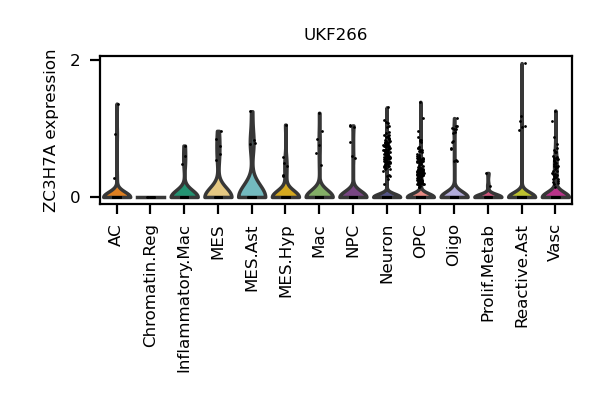 UKF266
ZC3H7A expression
2
0
AC
Chromatin.Reg
Inflammatory.Mac
MES
MES.Ast
MES.Hyp
Mac
NPC
Neuron
OPC
Oligo
Prolif.Metab
Reactive.Ast
Vasc